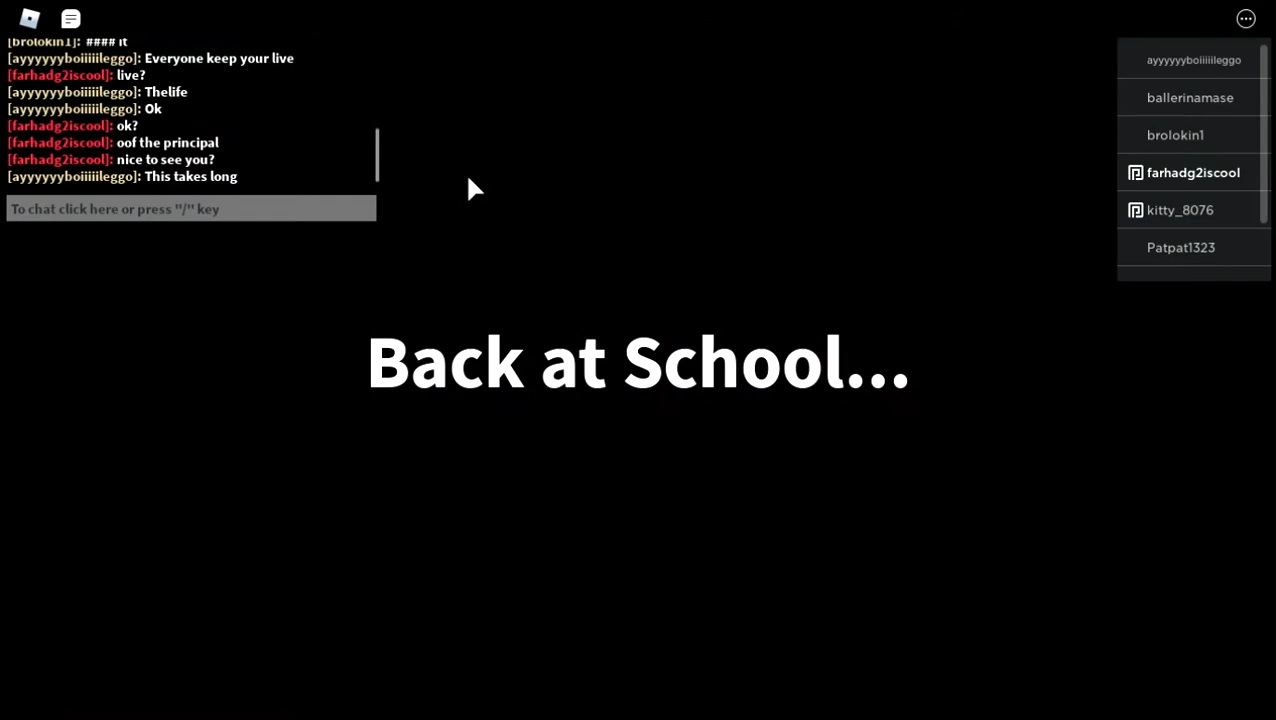 [brolokin1]: #### it
[ayyyyyyboiiiiileggo]: Everyone keep your live
[farhadg2iscool]: live?
[ayyyyyyboiiiiileggo]: Thelife
[ayyyyyyboiiiiileggo]: Ok
[farhadg2iscool]: ok?
[farhadg2iscool]: oof the principal
[farhadg2iscool]: nice to see you?
[ayyyyyyboiiiiileggo]: This takes long
To chat click here or press "/" key
ayyyyyyboiiiiileggo
ballerinamase
brolokin1
farhadg2iscool
kitty_8076
Patpat1323
Back at School...